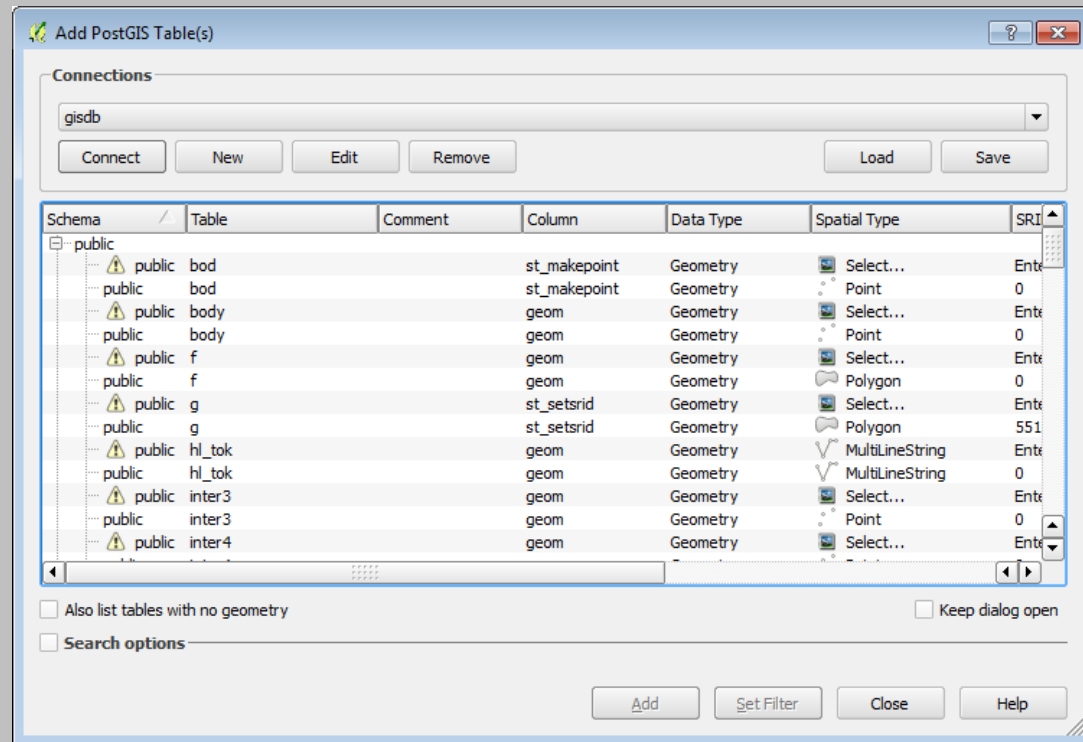 Add PostGIS Table(s)
Connections
gisdb
Connect New Edit Remove Load Save
Schema Table Comment Column Data Type Spatial Type SRI
public
public bod st_makepoint Geometry Select... Ente
public bod st_makepoint Geometry Point 0
public body geom Geometry Select... Ente
public body geom Geometry Point 0
public f geom Geometry Select... Ente
public f geom Geometry Polygon 0
public g st_setsrid Geometry Select... Ente
public g st_setsrid Geometry Polygon 551
public hl_tok geom Geometry MultiLineString Ente
public hl_tok geom Geometry MultiLineString 0
public inter3 geom Geometry Select... Ente
public inter3 geom Geometry Point 0
public inter4 geom Geometry Select... Ente
Also list tables with no geometry Keep dialog open
Search options
Add Set Filter Close Help